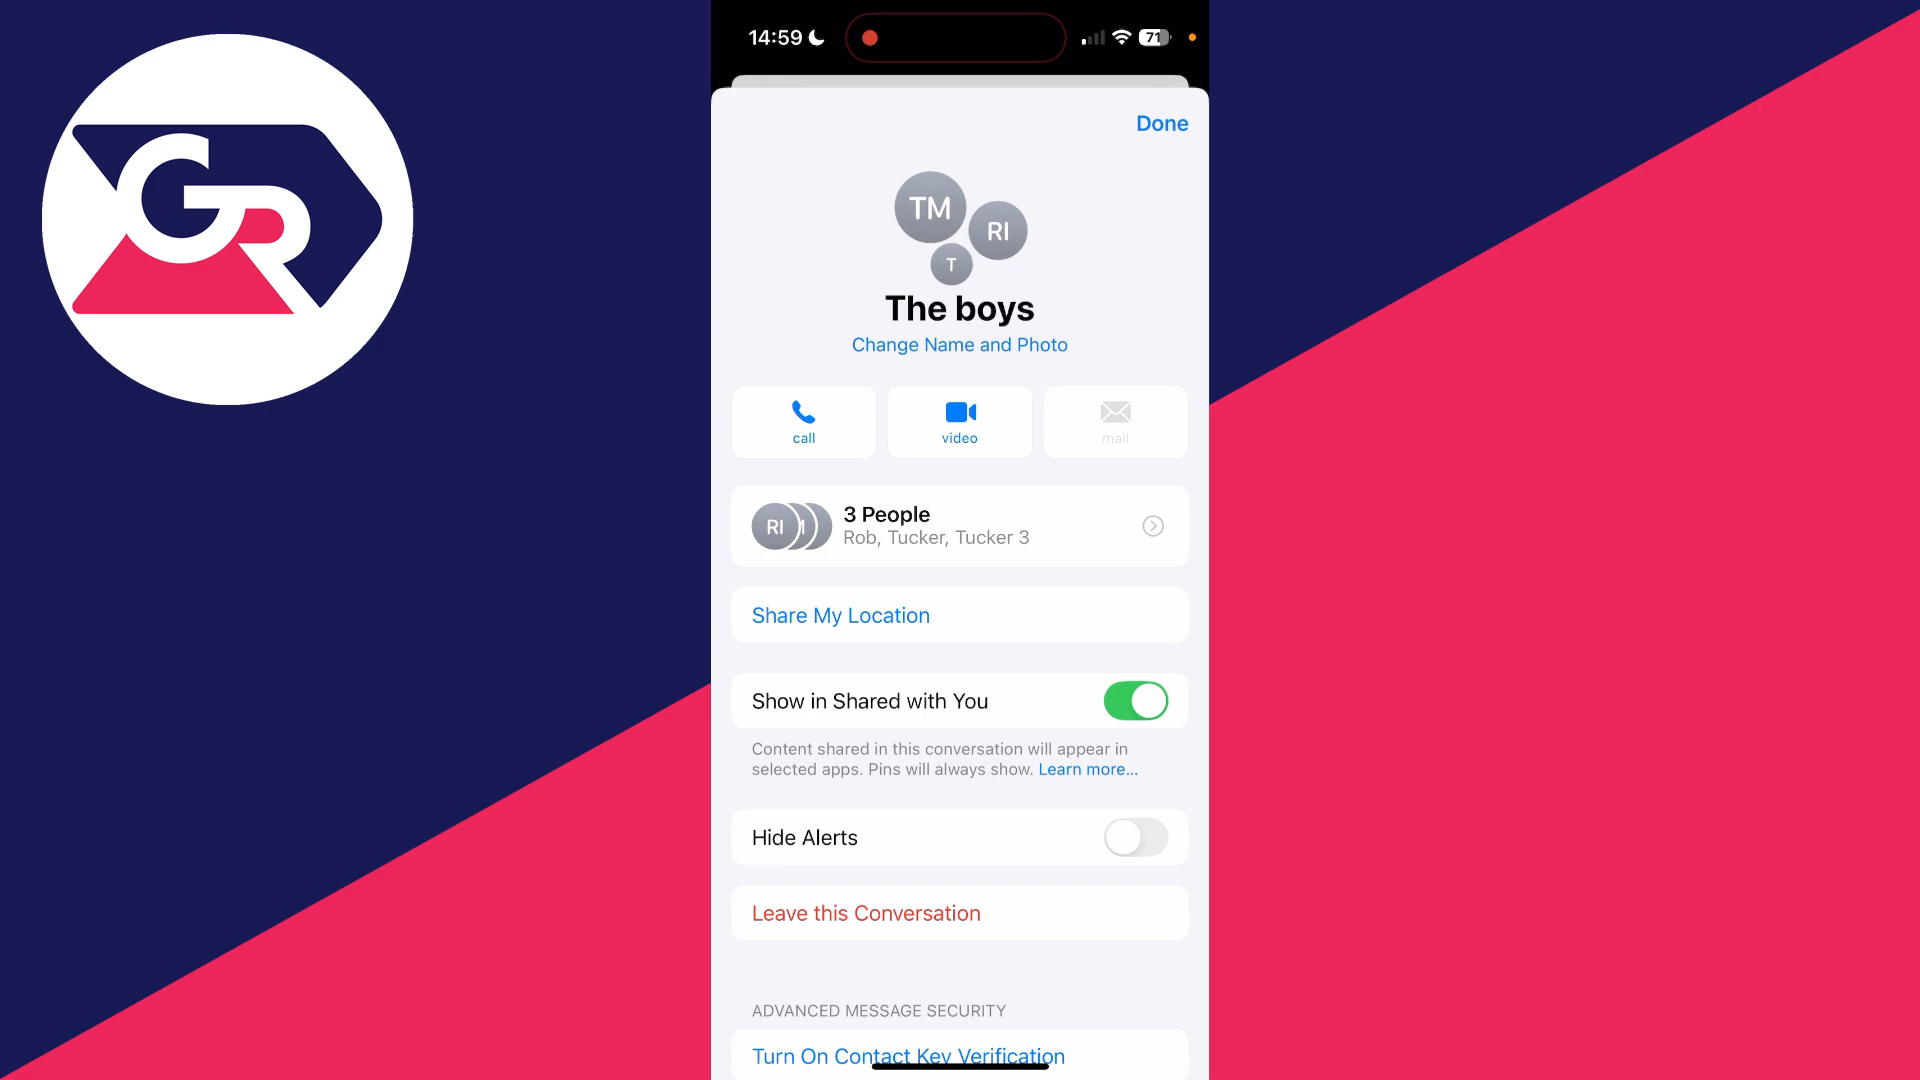 GR
14:59
71
Done
TM
RI
T
The boys
Change Name and Photo
call
video
mail
RI
3 People
Rob, Tucker, Tucker 3
Share My Location
Show in Shared with You
Content shared in this conversation will appear in
selected apps. Pins will always show. Learn more...
Hide Alerts
Leave this Conversation
ADVANCED MESSAGE SECURITY
Turn On Contact Key Verification